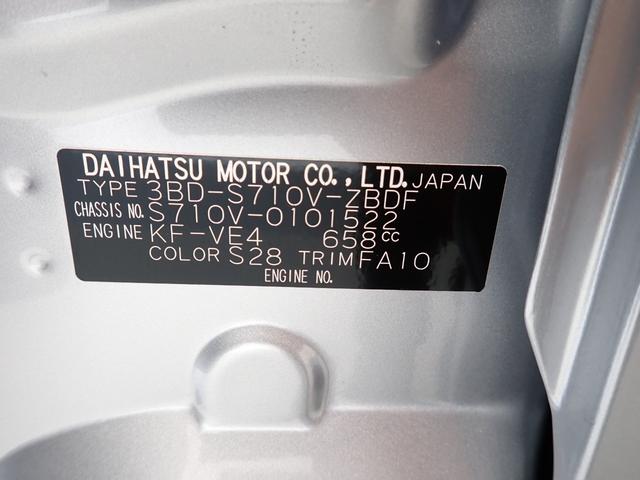 DAIHATSU MOTOR CO.,LTD. JAPAN
TYPE 3BD-S710V-ZBDF
CHASSIS NO. S710V-0101522
ENGINE KF-VE4 658cc
COLOR S28 TRIM FA10
ENGINE NO.